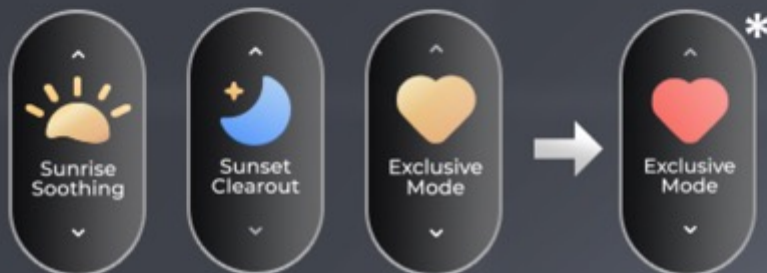 *
Sunrise
Soothing
Sunset
Clearout
Exclusive
Mode
Exclusive
Mode